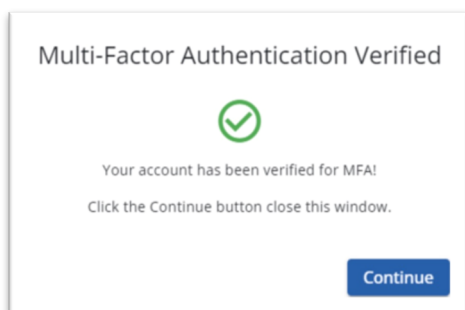 Multi-Factor Authentication Verified
Your account has been verified for MFA!
Click the Continue button close this window.
Continue